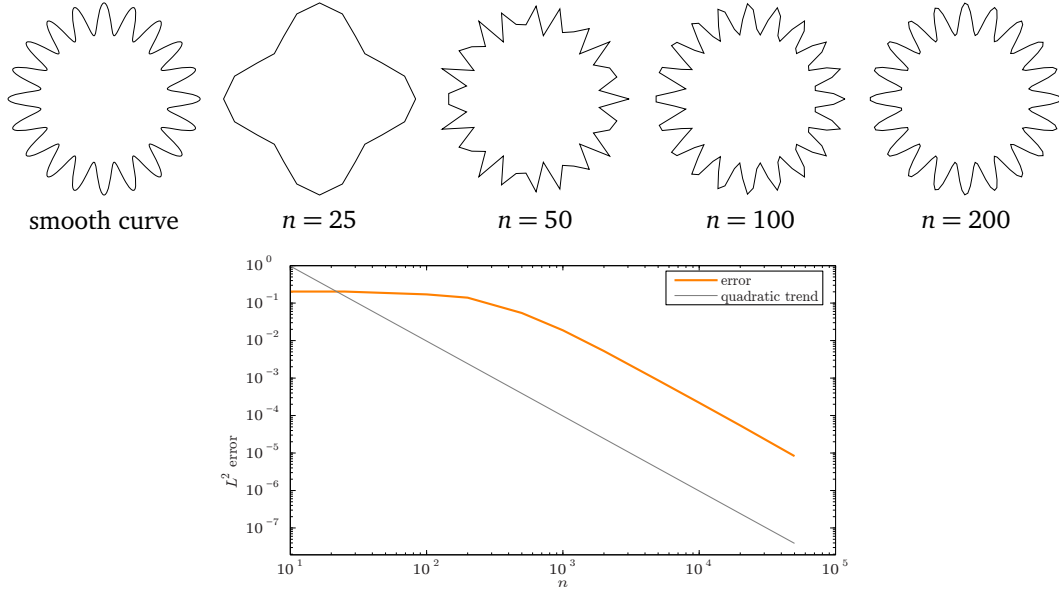 smooth curve
n = 25
n = 50
n = 100
n = 200
10^0
10^-1
10^-2
10^-3
10^-4
10^-5
10^-6
10^-7
L^2 error
error
quadratic trend
10^1
10^2
10^3
10^4
10^5
n